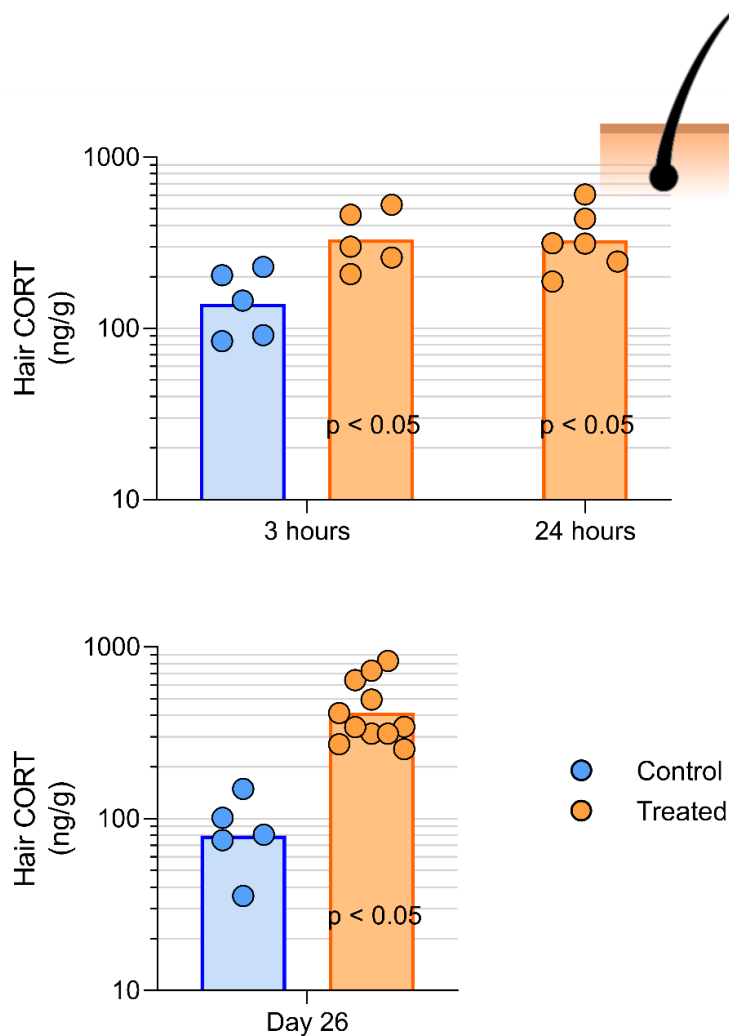 1000
100
10
Hair CORT
(ng/g)
p < 0.05
p < 0.05
3 hours
24 hours
1000
100
10
Hair CORT
(ng/g)
p < 0.05
Day 26
Control
Treated